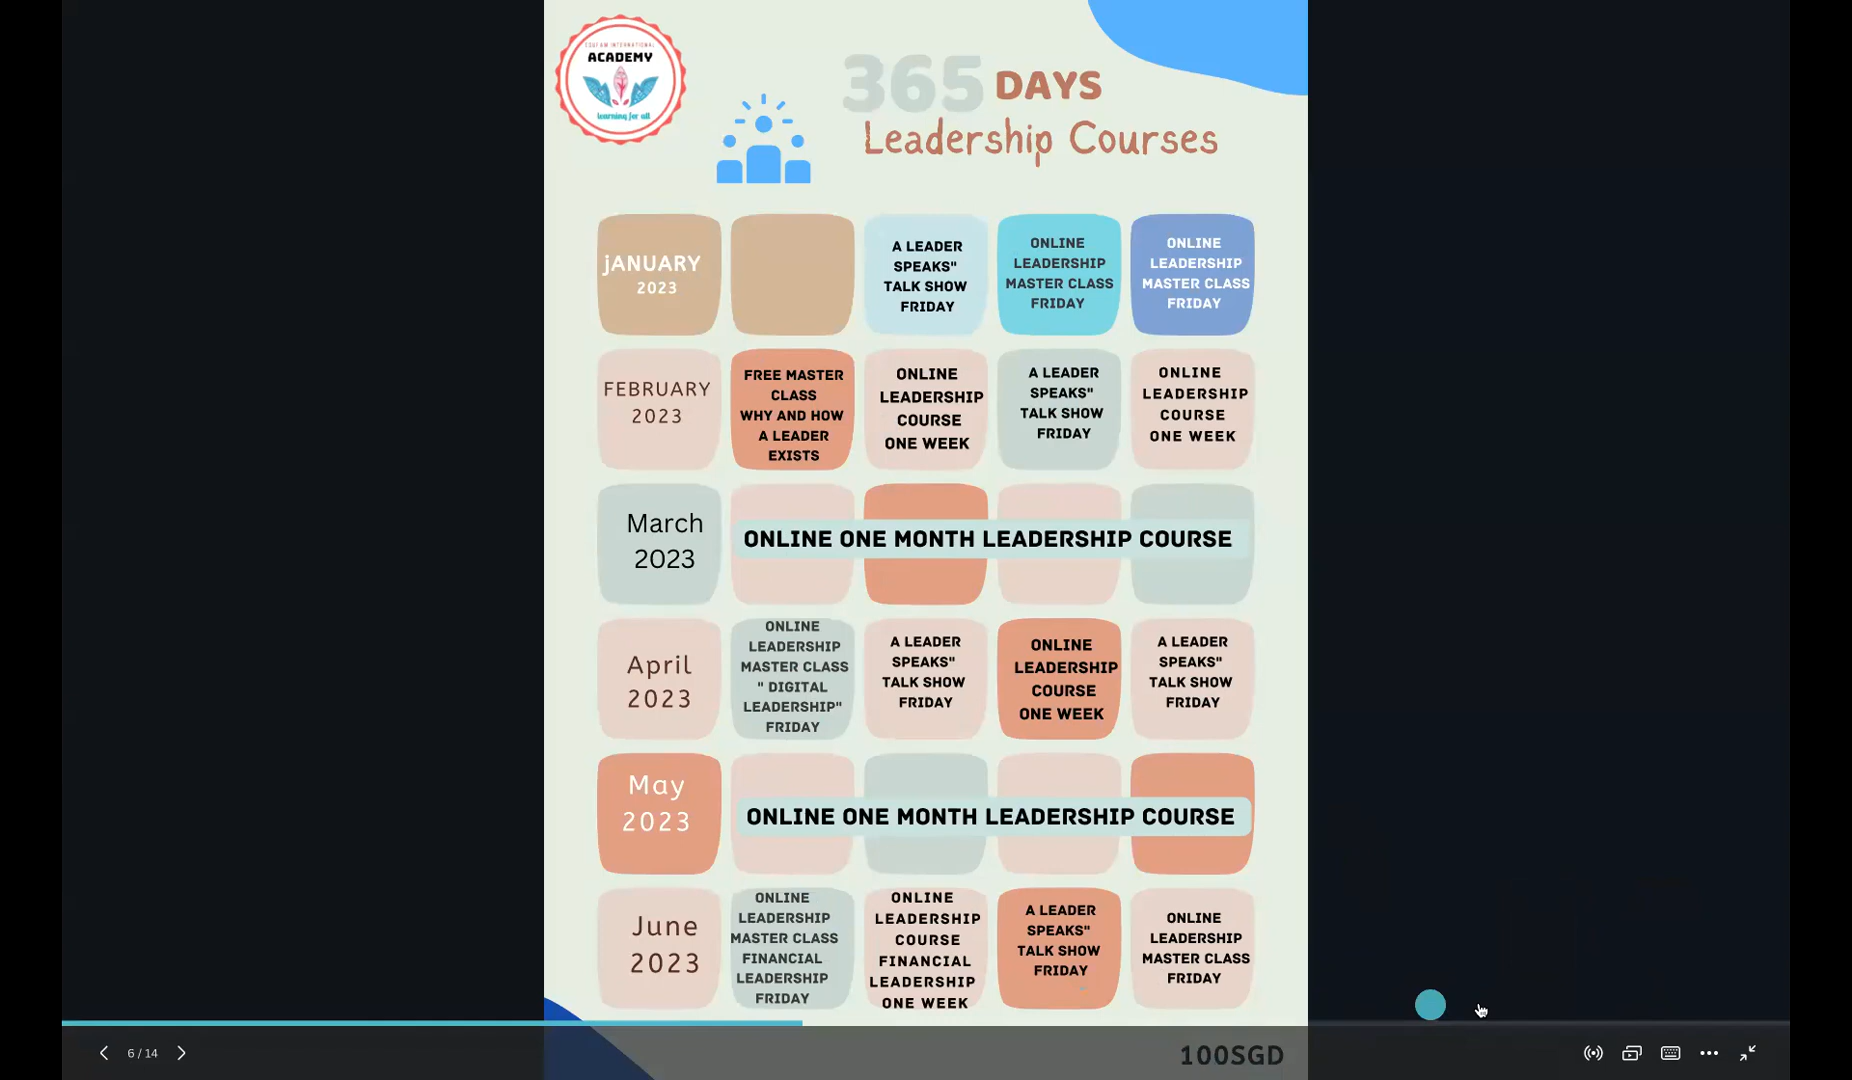 ACADEMY
learning for all
365 DAYS
Leadership Courses
jANUARY
2023
A LEADER
SPEAKS"
TALK SHOW
FRIDAY
ONLINE
LEADERSHIP
MASTER CLASS
FRIDAY
ONLINE
LEADERSHIP
MASTER CLASS
FRIDAY
FEBRUARY
2023
FREE MASTER
CLASS
WHY AND HOW
A LEADER
EXISTS
ONLINE
LEADERSHIP
COURSE
ONE WEEK
A LEADER
SPEAKS"
TALK SHOW
FRIDAY
ONLINE
LEADERSHIP
COURSE
ONE WEEK
March
2023
ONLINE ONE MONTH LEADERSHIP COURSE
April
2023
ONLINE
LEADERSHIP
MASTER CLASS
" DIGITAL
LEADERSHIP"
FRIDAY
A LEADER
SPEAKS"
TALK SHOW
FRIDAY
ONLINE
LEADERSHIP
COURSE
ONE WEEK
A LEADER
SPEAKS"
TALK SHOW
FRIDAY
May
2023
ONLINE ONE MONTH LEADERSHIP COURSE
June
2023
ONLINE
LEADERSHIP
MASTER CLASS
FINANCIAL
LEADERSHIP
FRIDAY
ONLINE
LEADERSHIP
COURSE
FINANCIAL
LEADERSHIP
ONE WEEK
A LEADER
SPEAKS"
TALK SHOW
FRIDAY
ONLINE
LEADERSHIP
MASTER CLASS
FRIDAY
6 / 14
100SGD